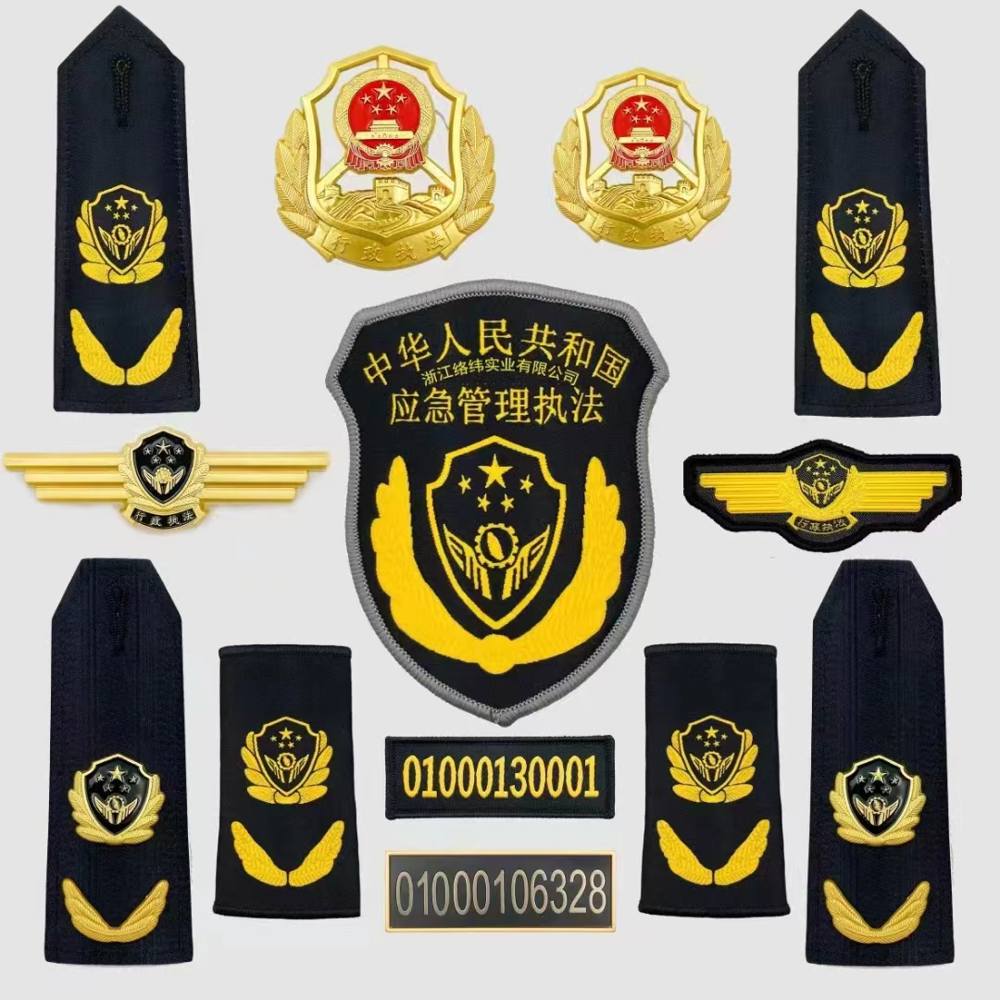 行政执法
行政执法
中华人民共和国
浙江络纬实业有限公司
应急管理执法
行政执法
行政执法
01000130001
01000106328